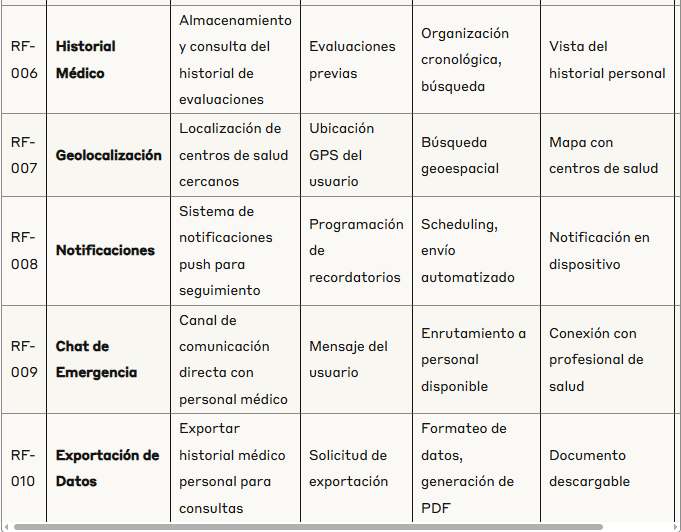 RF-006 Historial Médico Almacenamiento y consulta del historial de evaluaciones Evaluaciones previas Organización cronológica, búsqueda Vista del historial personal
RF-007 Geolocalización Localización de centros de salud cercanos Ubicación GPS del usuario Búsqueda geoespacial Mapa con centros de salud
RF-008 Notificaciones Sistema de notificaciones push para seguimiento Programación de recordatorios Scheduling, envío automatizado Notificación en dispositivo
RF-009 Chat de Emergencia Canal de comunicación directa con personal médico Mensaje del usuario Enrutamiento a personal disponible Conexión con profesional de salud
RF-010 Exportación de Datos Exportar historial médico personal para consultas Solicitud de exportación Formateo de datos, generación de PDF Documento descargable